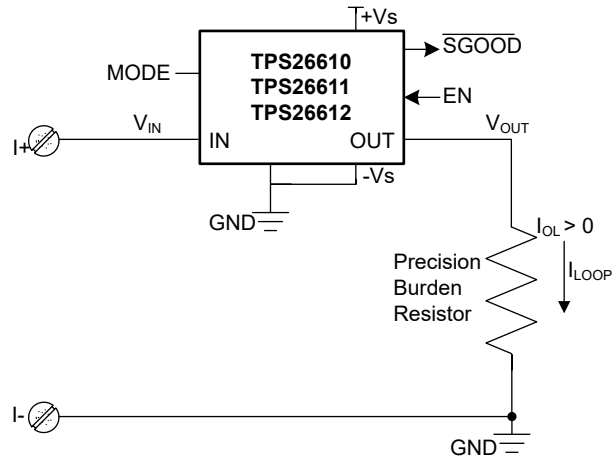 +Vs
SGOOD
MODE
TPS26610
TPS26611
TPS26612
EN
VIN
VOUT
I+
IN
OUT
-Vs
GND
IOL > 0
ILOOP
Precision
Burden
Resistor
I-
GND